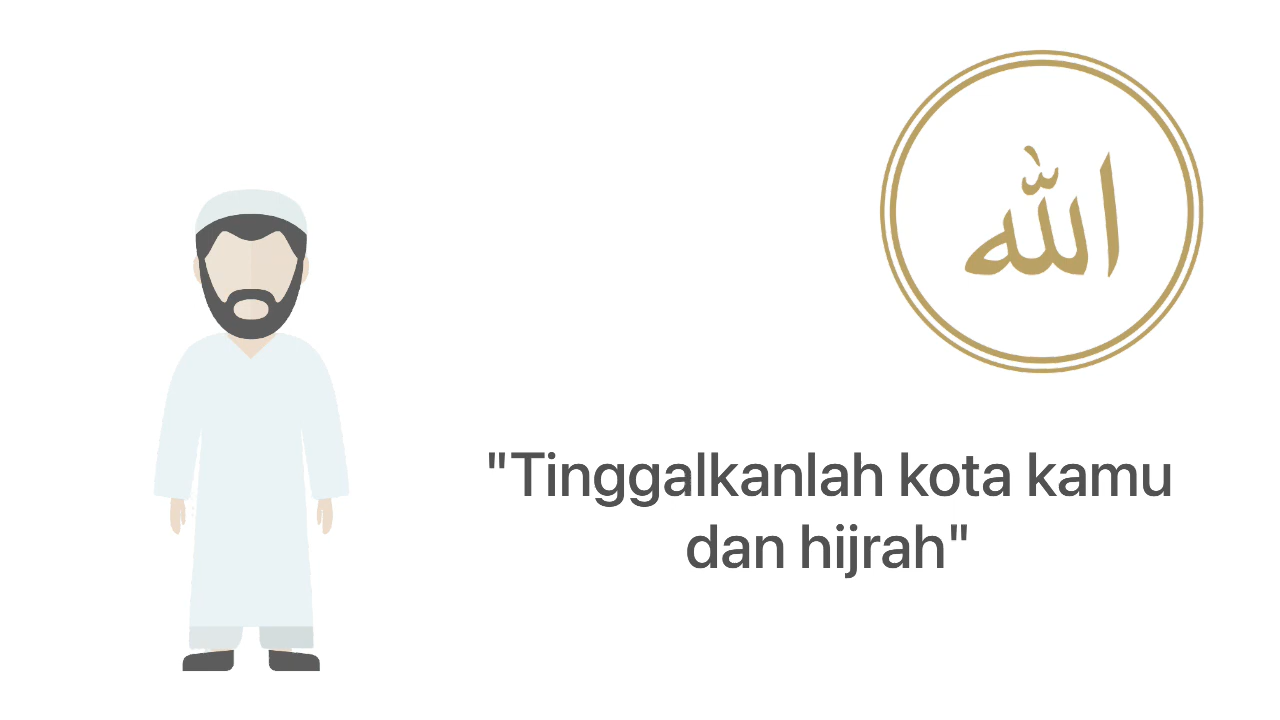 الله
"Tinggalkanlah kota kamu
dan hijrah"